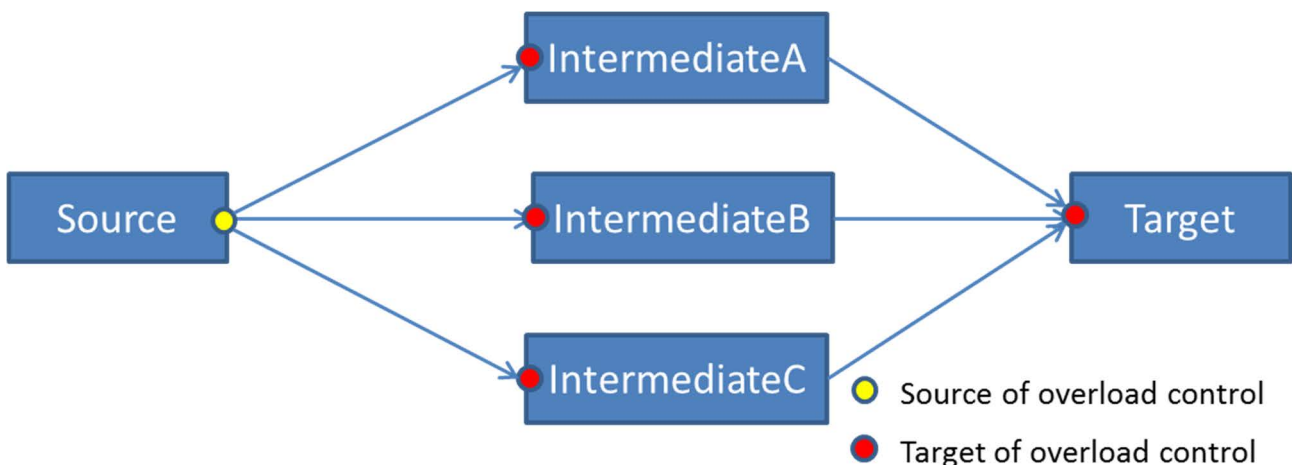 IntermediateA
Source
IntermediateB
Target
IntermediateC
Source of overload control
Target of overload control